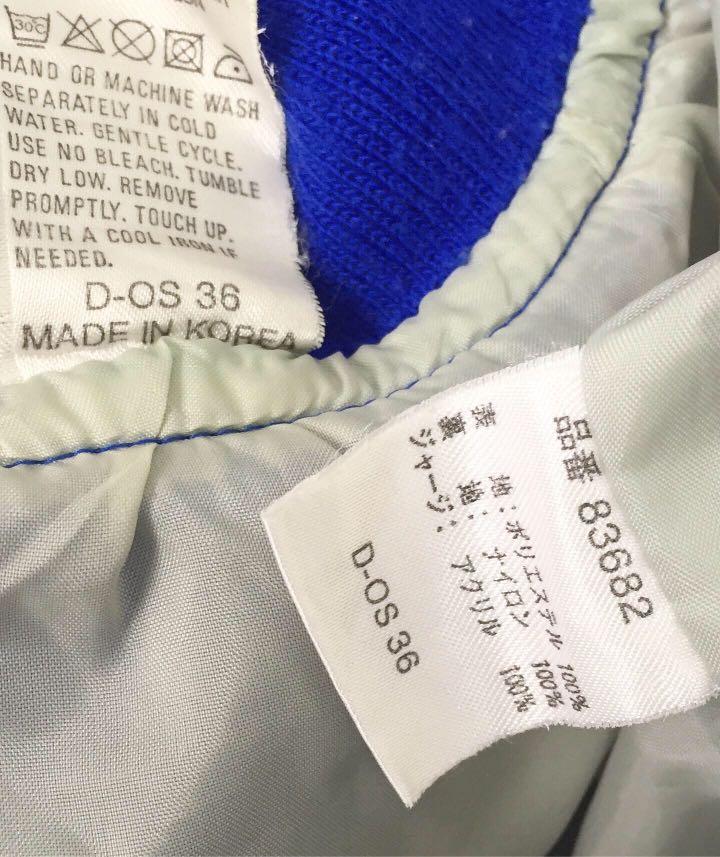 30°C
HAND OR MACHINE WASH
SEPARATELY IN COLD
WATER. GENTLE CYCLE.
USE NO BLEACH. TUMBLE
DRY LOW. REMOVE
PROMPTLY. TOUCH UP.
WITH A COOL IRON IF
NEEDED.
D-OS 36
MADE IN KOREA
品番 83682
表 地：ポリエステル 100%
裏 地：ナイロン 100%
ジャージ：アクリル 100%
D-OS 36